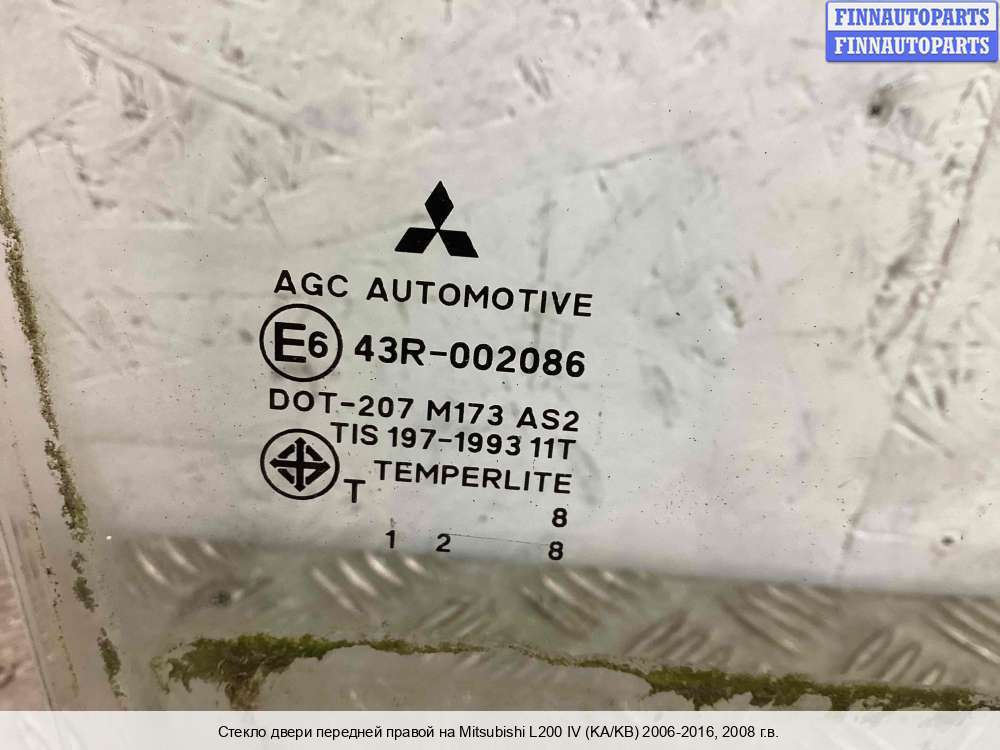 FINNAUTOPARTS
FINNAUTOPARTS
AGC AUTOMOTIVE
E6 43R-002086
DOT-207 M173 AS2
TIS 197-1993 11T
T TEMPERLITE
8
1 2 8
Стекло двери передней правой на Mitsubishi L200 IV (KA/KB) 2006-2016, 2008 г.в.